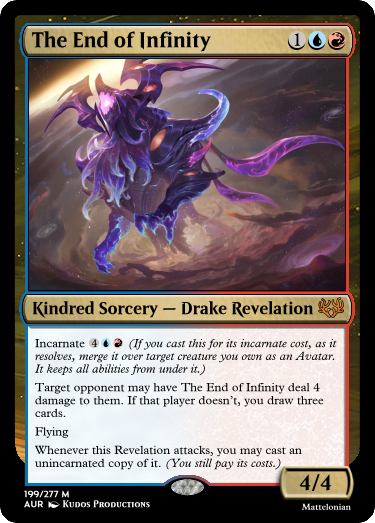 The End of Infinity 1
Kindred Sorcery — Drake Revelation
Incarnate 4 (If you cast this for its incarnate cost, as it
resolves, merge it over target creature you own as an Avatar.
It keeps all abilities from under it.)
Target opponent may have The End of Infinity deal 4
damage to them. If that player doesn't, you draw three
cards.
Flying
Whenever this Revelation attacks, you may cast an
unincarnated copy of it. (You still pay its costs.)
4/4
199/277 M
AUR Kudos Productions
Mattelonian